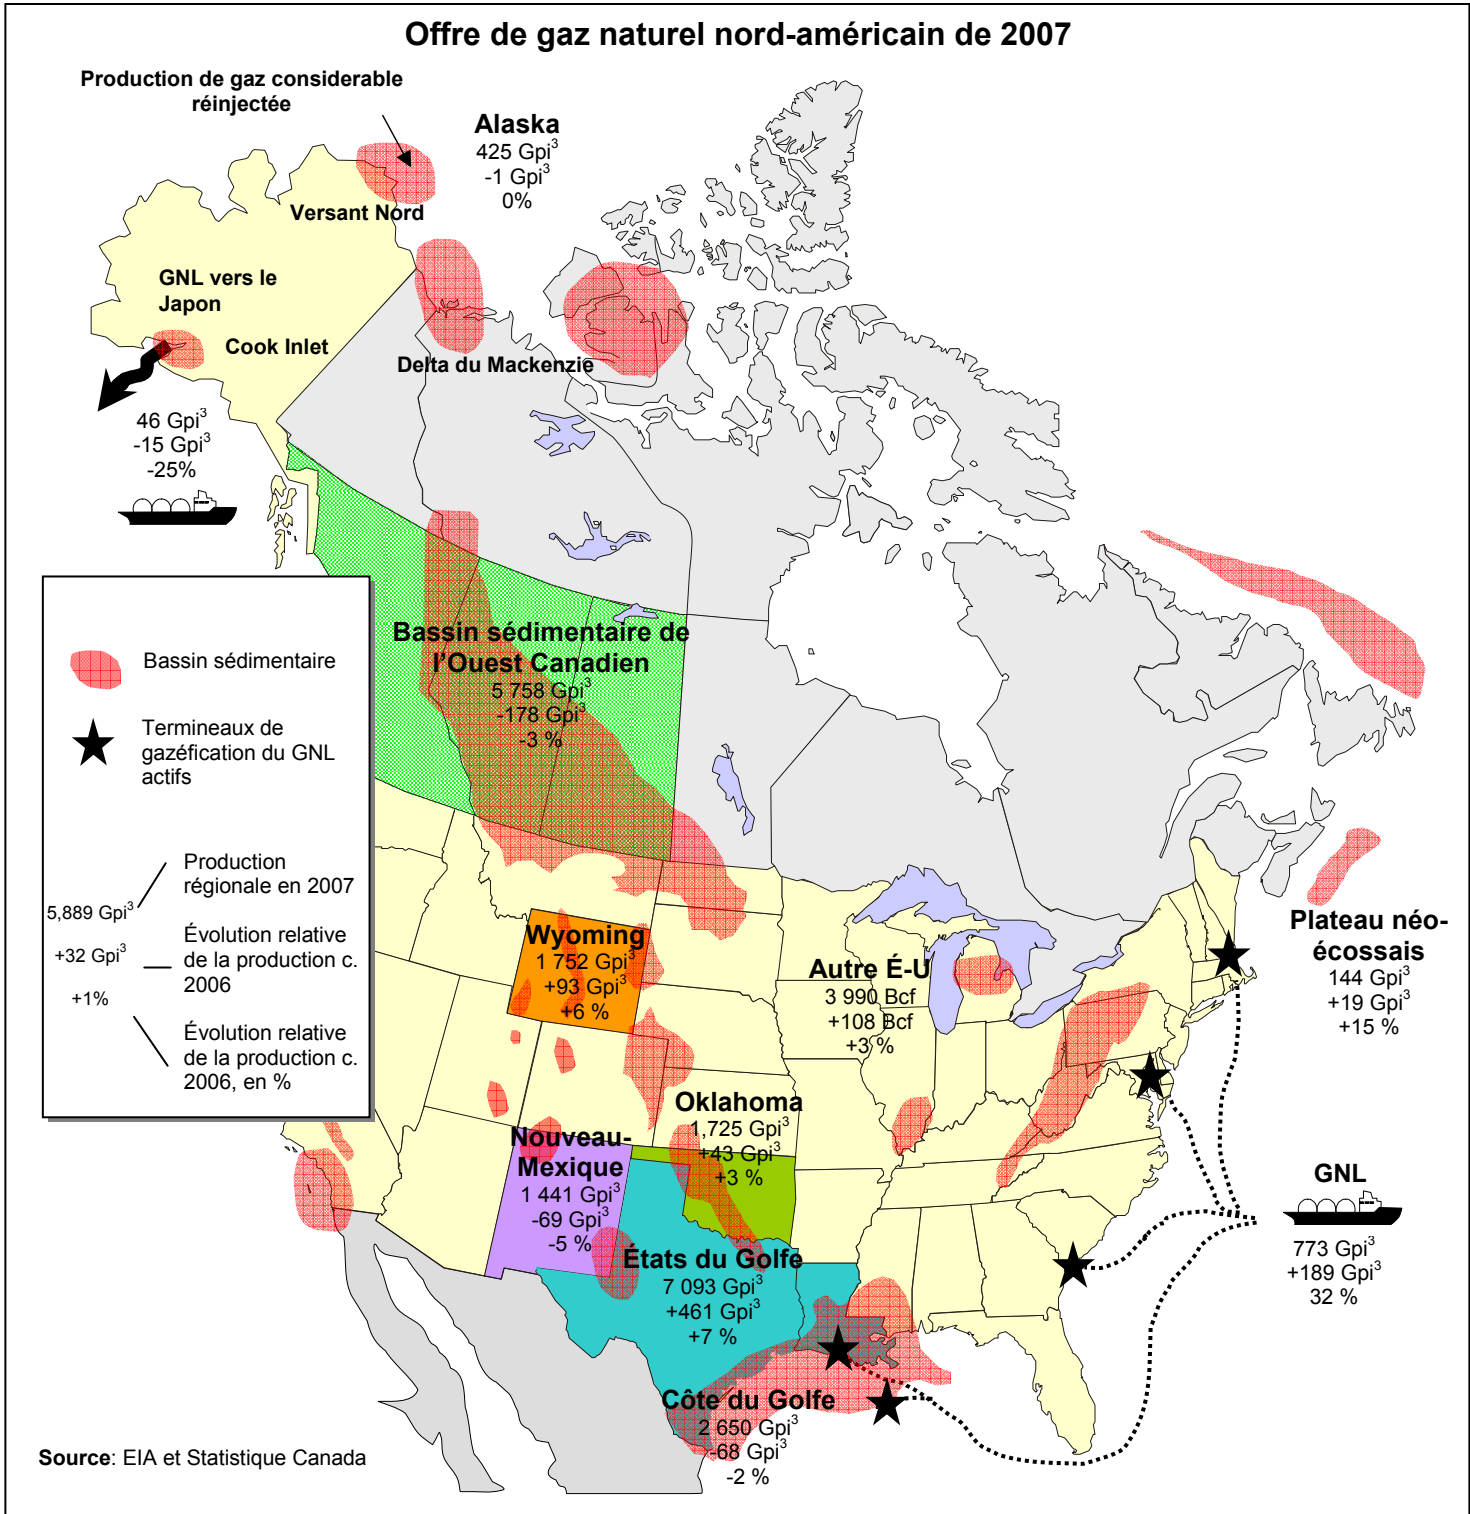 Offre de gaz naturel nord-américain de 2007
Production de gaz considerable
réinjectée
Alaska
425 Gpi³
-1 Gpi³
0%
Versant Nord
GNL vers le
Japon
Cook Inlet
Delta du Mackenzie
46 Gpi³
-15 Gpi³
-25%
Bassin sédimentaire de
l'Ouest Canadien
5 758 Gpi³
-178 Gpi³
-3 %
Bassin sédimentaire
Termineaux de
gazéfication du GNL
actifs
Production
régionale en 2007
5,889 Gpi³
Évolution relative
de la production c.
2006
+32 Gpi³
+1%
Évolution relative
de la production c.
2006, en %
Wyoming
1 752 Gpi³
+93 Gpi³
+6 %
Autre É-U
3 990 Bcf
+108 Bcf
+3 %
Plateau néo-
écossais
144 Gpi³
+19 Gpi³
+15 %
Oklahoma
1,725 Gpi³
+43 Gpi³
+3 %
Nouveau-
Mexique
1 441 Gpi³
-69 Gpi³
-5 %
États du Golfe
7 093 Gpi³
+461 Gpi³
+7 %
GNL
773 Gpi³
+189 Gpi³
32 %
Côte du Golfe
2 650 Gpi³
-68 Gpi³
-2 %
Source: EIA et Statistique Canada